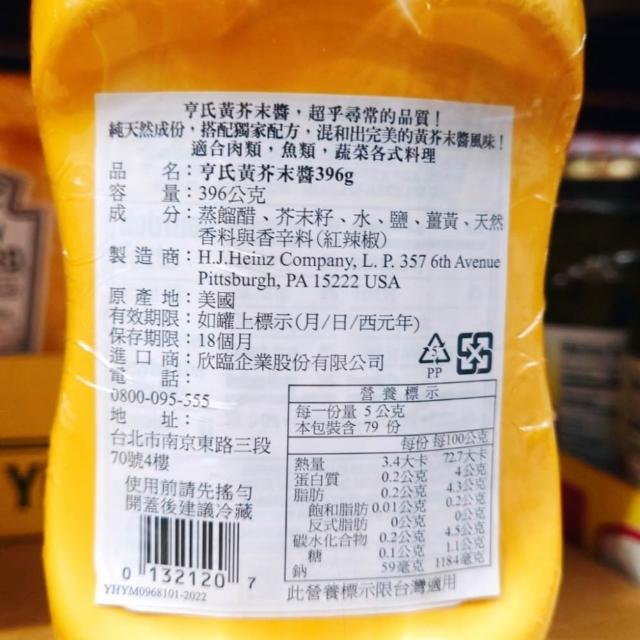 亨氏黃芥末醬，超乎尋常的品質！
純天然成份，搭配獨家配方，混和出完美的黃芥末醬風味！
適合肉類，魚類，蔬菜各式料理
品名：亨氏黃芥末醬396g
容量：396公克
成分：蒸餾醋、芥末籽、水、鹽、薑黃、天然
香料與香辛料(紅辣椒)
製造商：H.J.Heinz Company, L. P. 357 6th Avenue
Pittsburgh, PA 15222 USA
原產地：美國
有效期限：如罐上標示(月/日/西元年)
保存期限：18個月
進口商：欣臨企業股份有限公司
電話：
0800-095-555
地址：
台北市南京東路三段
70號4樓
使用前請先搖勻
開蓋後建議冷藏
0 132120 7
YHYM0968101-2022
5
PP
營養標示
每一份量 5公克
本包裝含 79 份
每份 每100公克
熱量 3.4大卡 72.7大卡
蛋白質 0.2公克 4公克
脂肪 0.2公克 4.3公克
飽和脂肪 0.01公克 0.2公克
反式脂肪 0公克 0公克
碳水化合物 0.2公克 4.5公克
糖 0.1公克 1.1公克
鈉 59毫克 1184毫克
此營養標示限台灣適用